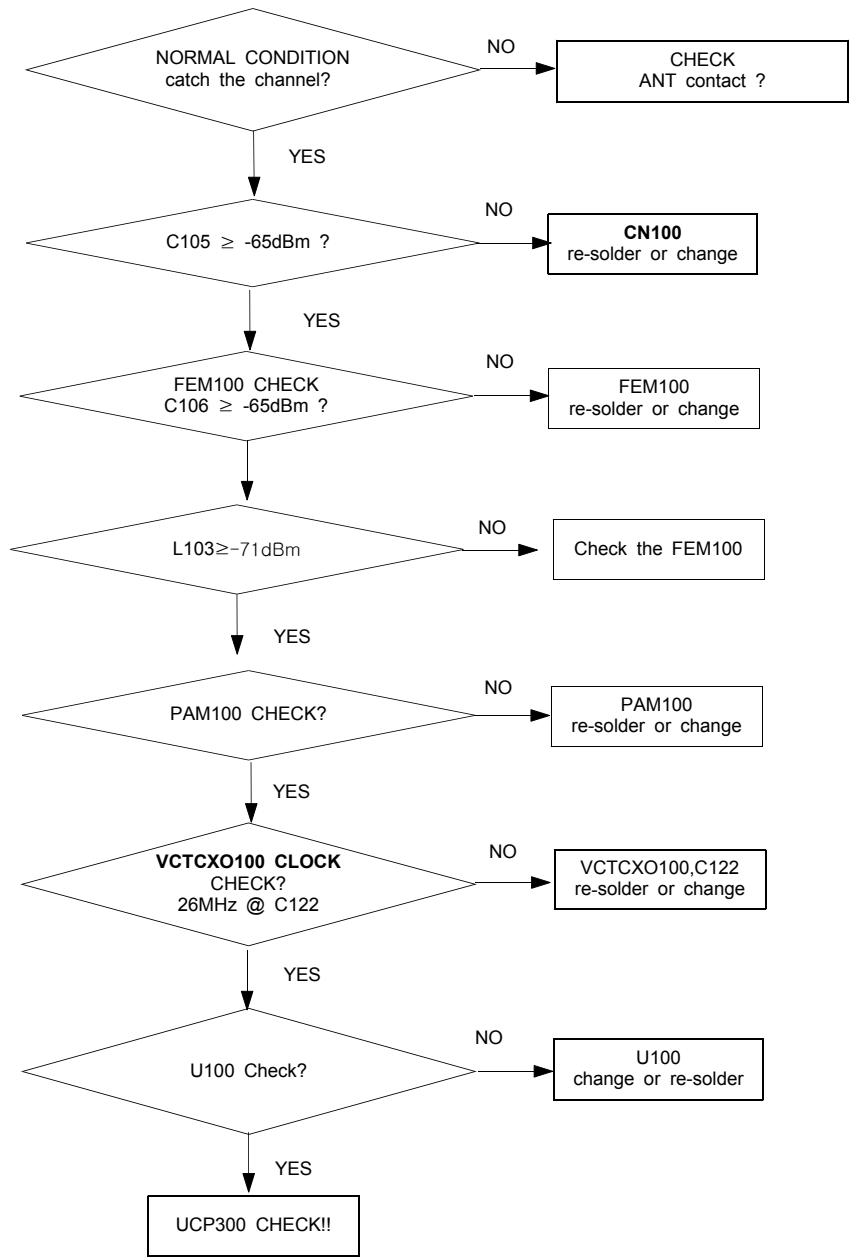 NORMAL CONDITION
catch the channel?
NO
CHECK
ANT contact ?
YES
C105 ≥ -65dBm ?
NO
CN100
re-solder or change
YES
FEM100 CHECK
C106 ≥ -65dBm ?
NO
FEM100
re-solder or change
YES
L103≥-71dBm
NO
Check the FEM100
YES
PAM100 CHECK?
NO
PAM100
re-solder or change
YES
VCTCXO100 CLOCK
CHECK?
26MHz @ C122
NO
VCTCXO100,C122
re-solder or change
YES
U100 Check?
NO
U100
change or re-solder
YES
UCP300 CHECK!!